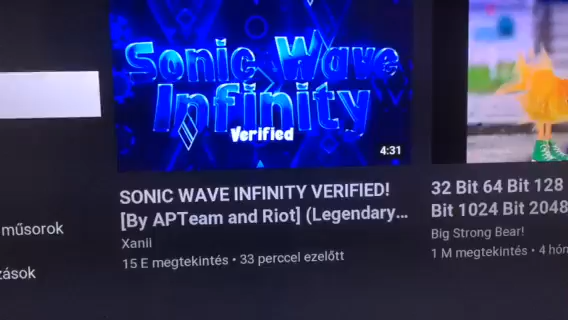 Sonic Wave
Infinity
Verified
4:31
SONIC WAVE INFINITY VERIFIED!
[By APTeam and Riot] (Legendary...
Xanii
15 E megtekintés • 33 perccel ezelőtt
32 Bit 64 Bit 128
Bit 1024 Bit 2048
Big Strong Bear!
1 M megtekintés • 4 hón
műsorok
zások